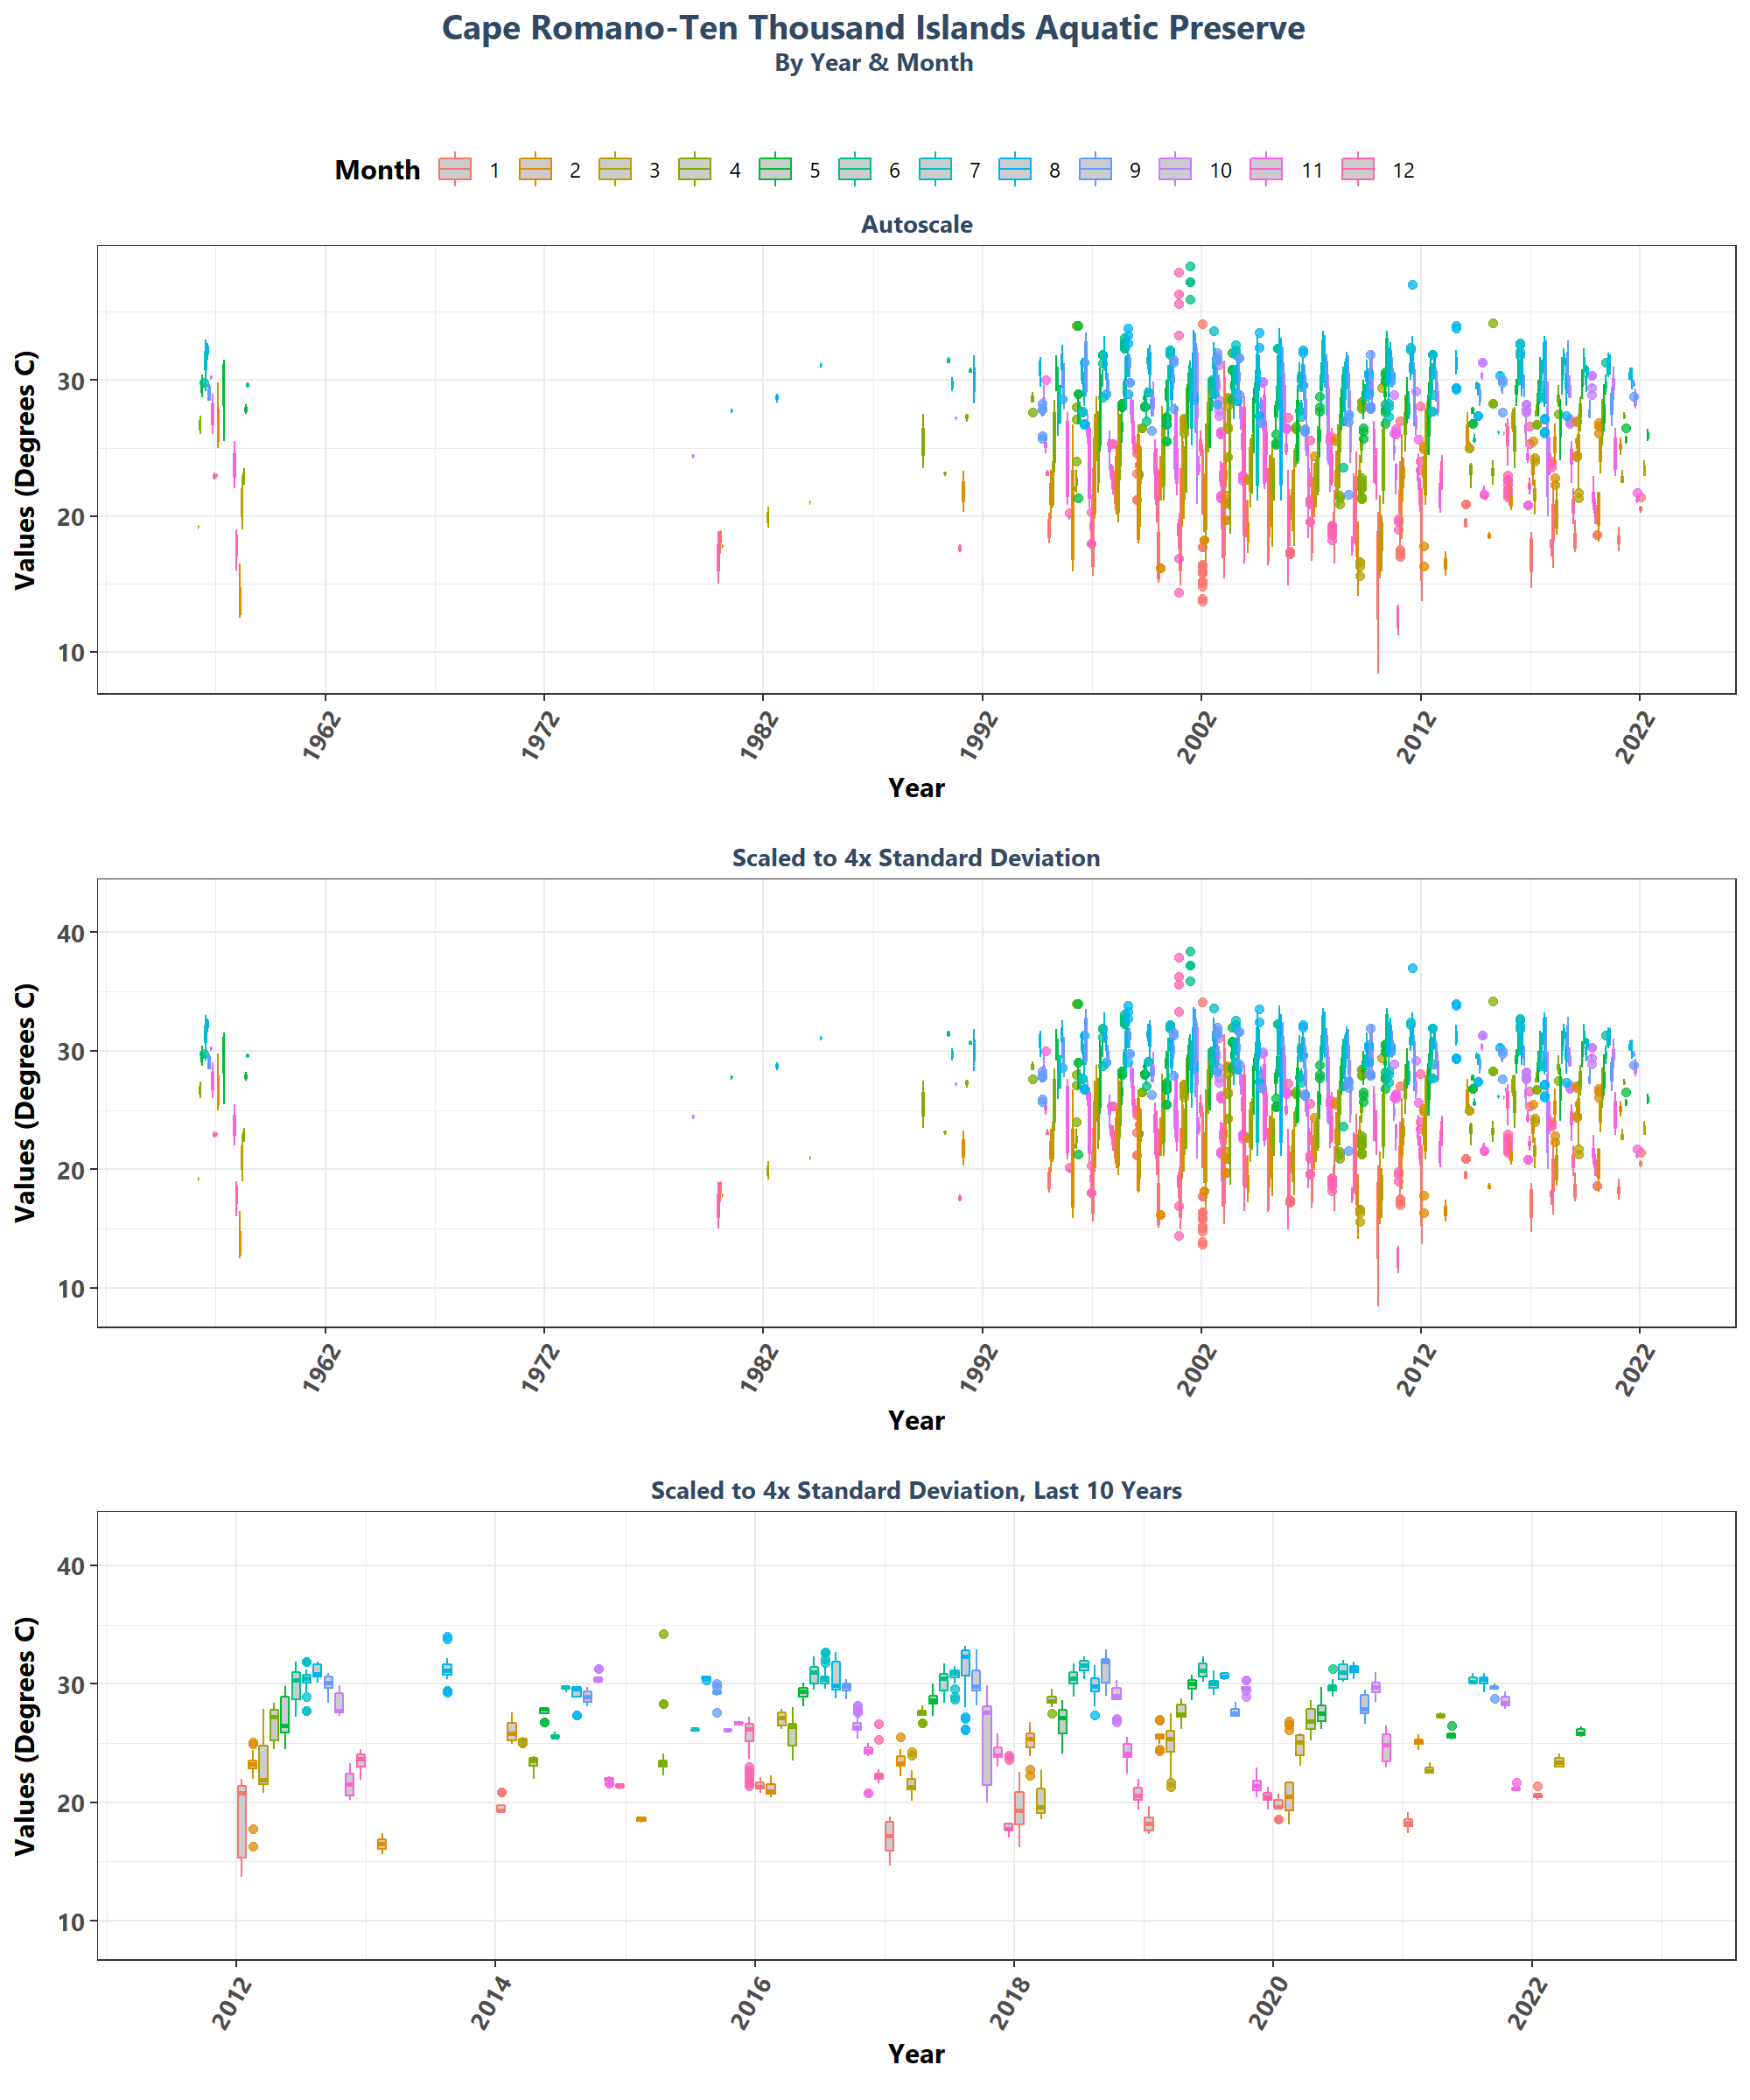 Cape Romano-Ten Thousand Islands Aquatic Preserve
By Year & Month
Month 1 2 3 4 5 6 7 8 9 10 11 12
Autoscale
Values (Degrees C)
30
20
10
1962 1972 1982 1992 2002 2012 2022
Year
Scaled to 4x Standard Deviation
Values (Degrees C)
40
30
20
10
1962 1972 1982 1992 2002 2012 2022
Year
Scaled to 4x Standard Deviation, Last 10 Years
Values (Degrees C)
40
30
20
10
2012 2014 2016 2018 2020 2022
Year